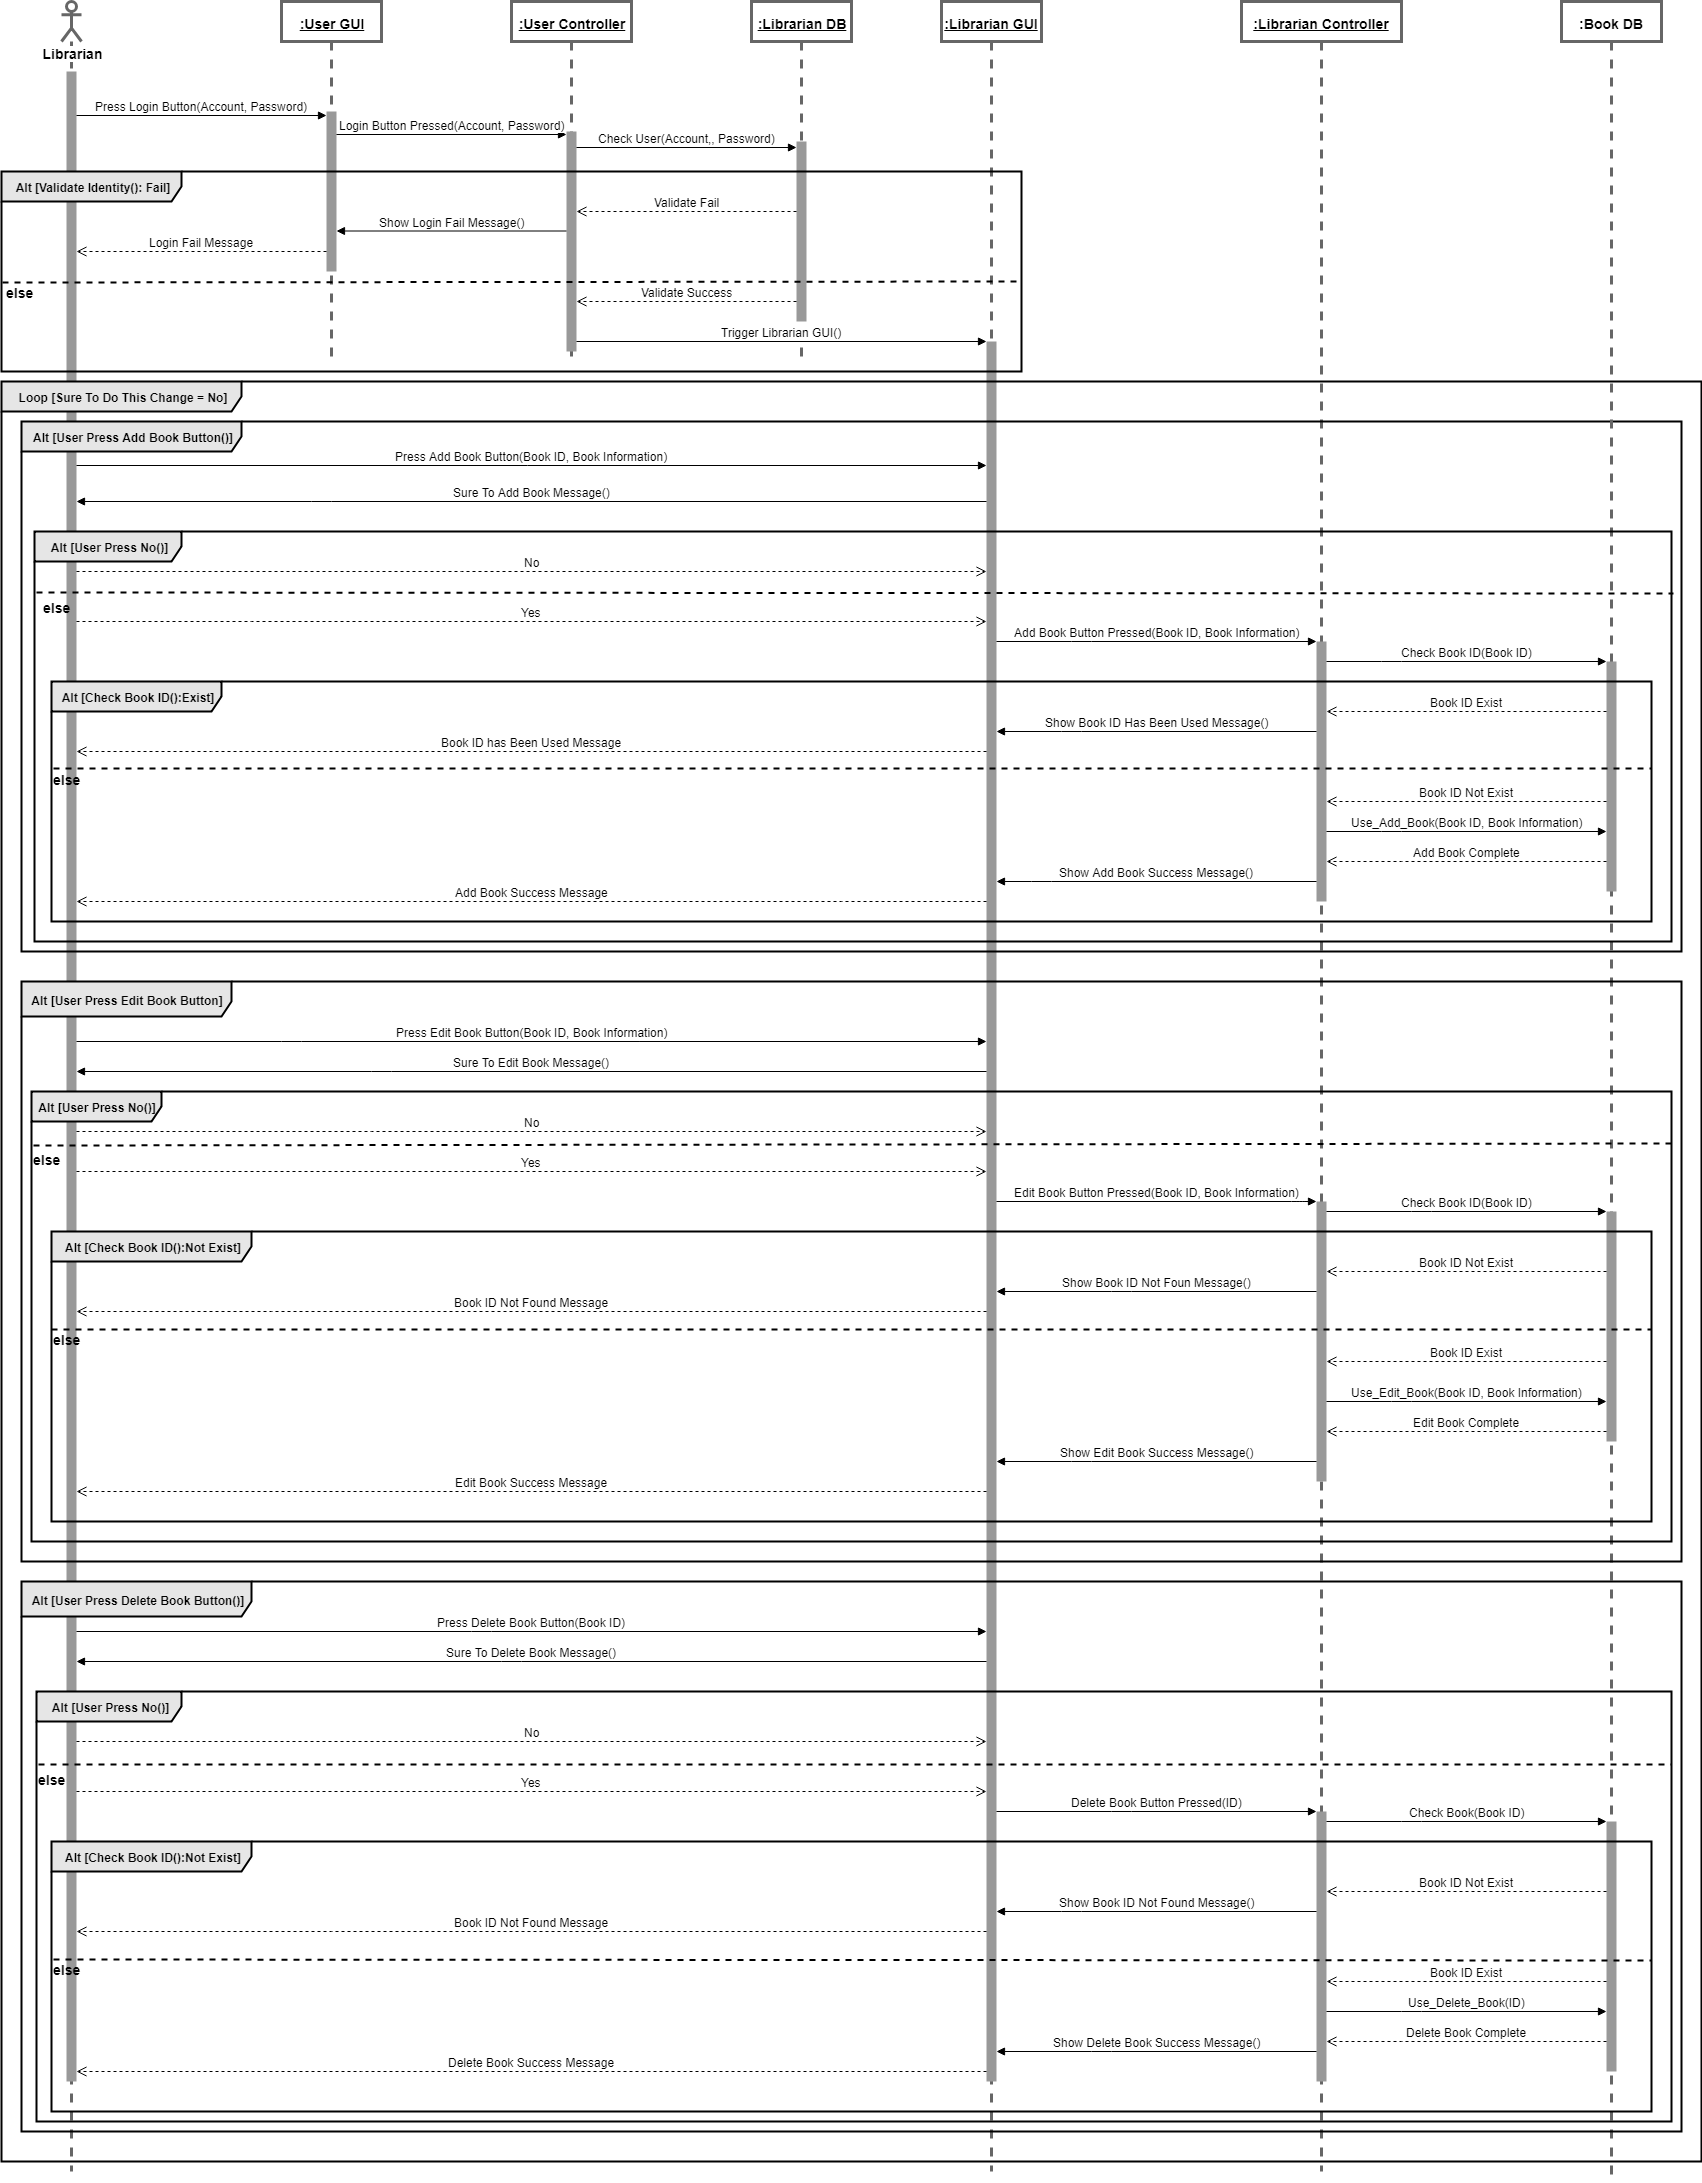 :User GUI
:User Controller
:Librarian DB
:Librarian GUI
:Librarian Controller
:Book DB
Librarian
Press Login Button(Account, Password)
Login Button Pressed(Account, Password)
Check User(Account,, Password)
Alt [Validate Identity(): Fail]
Validate Fail
Show Login Fail Message()
Login Fail Message
else
Validate Success
Trigger Librarian GUI()
Loop [Sure To Do This Change = No]
Alt [User Press Add Book Button()]
Press Add Book Button(Book ID, Book Information)
Sure To Add Book Message()
Alt [User Press No()]
No
else
Yes
Add Book Button Pressed(Book ID, Book Information)
Check Book ID(Book ID)
Alt [Check Book ID():Exist]
Book ID Exist
Show Book ID Has Been Used Message()
Book ID has Been Used Message
else
Book ID Not Exist
Use_Add_Book(Book ID, Book Information)
Add Book Complete
Show Add Book Success Message()
Add Book Success Message
Alt [User Press Edit Book Button]
Press Edit Book Button(Book ID, Book Information)
Sure To Edit Book Message()
Alt [User Press No()]
No
else
Yes
Edit Book Button Pressed(Book ID, Book Information)
Check Book ID(Book ID)
Alt [Check Book ID():Not Exist]
Book ID Not Exist
Show Book ID Not Foun Message()
Book ID Not Found Message
else
Book ID Exist
Use_Edit_Book(Book ID, Book Information)
Edit Book Complete
Show Edit Book Success Message()
Edit Book Success Message
Alt [User Press Delete Book Button()]
Press Delete Book Button(Book ID)
Sure To Delete Book Message()
Alt [User Press No()]
No
else
Yes
Delete Book Button Pressed(ID)
Check Book(Book ID)
Alt [Check Book ID():Not Exist]
Book ID Not Exist
Show Book ID Not Found Message()
Book ID Not Found Message
else
Book ID Exist
Use_Delete_Book(ID)
Delete Book Complete
Show Delete Book Success Message()
Delete Book Success Message